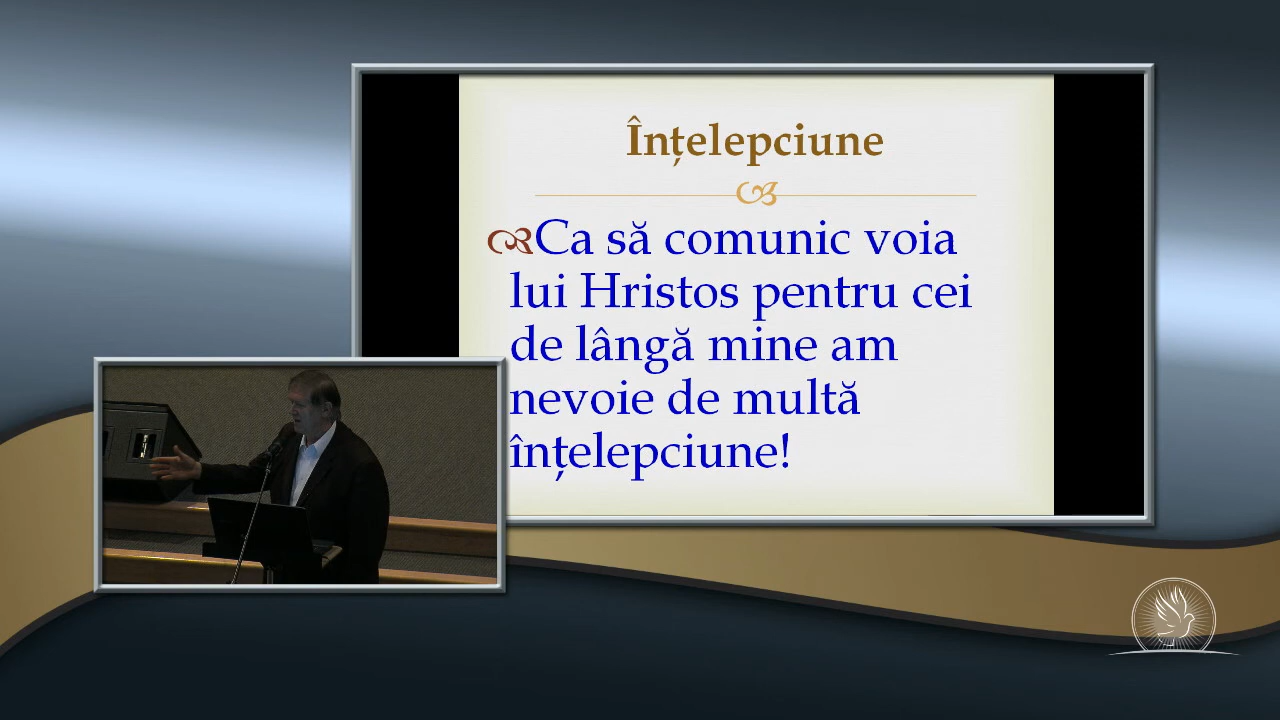 Înțelepciune
Ca să comunic voia
lui Hristos pentru cei
de lângă mine am
nevoie de multă
înțelepciune!